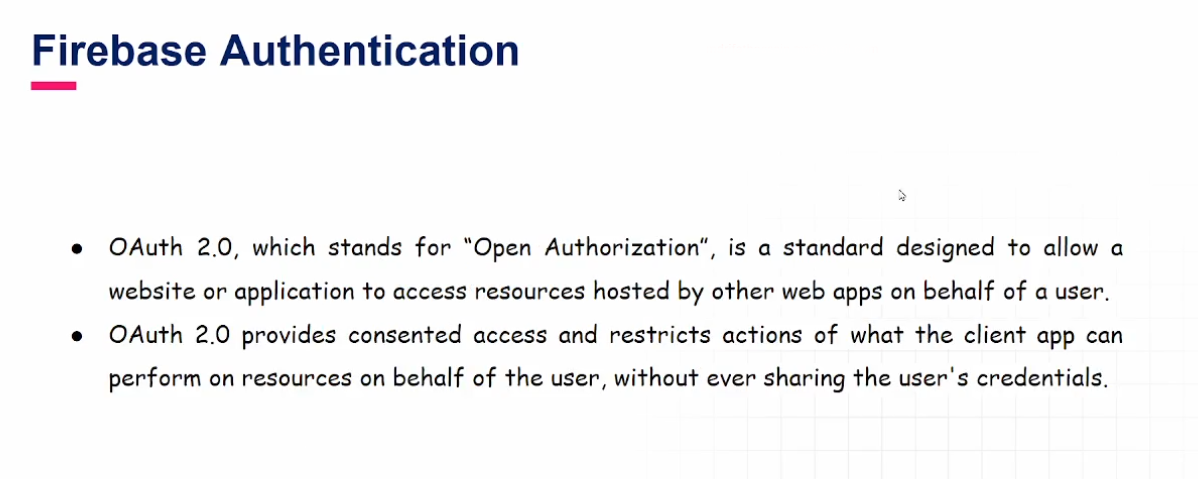 Firebase Authentication
● OAuth 2.0, which stands for “Open Authorization”, is a standard designed to allow a
website or application to access resources hosted by other web apps on behalf of a user.
● OAuth 2.0 provides consented access and restricts actions of what the client app can
perform on resources on behalf of the user, without ever sharing the user's credentials.